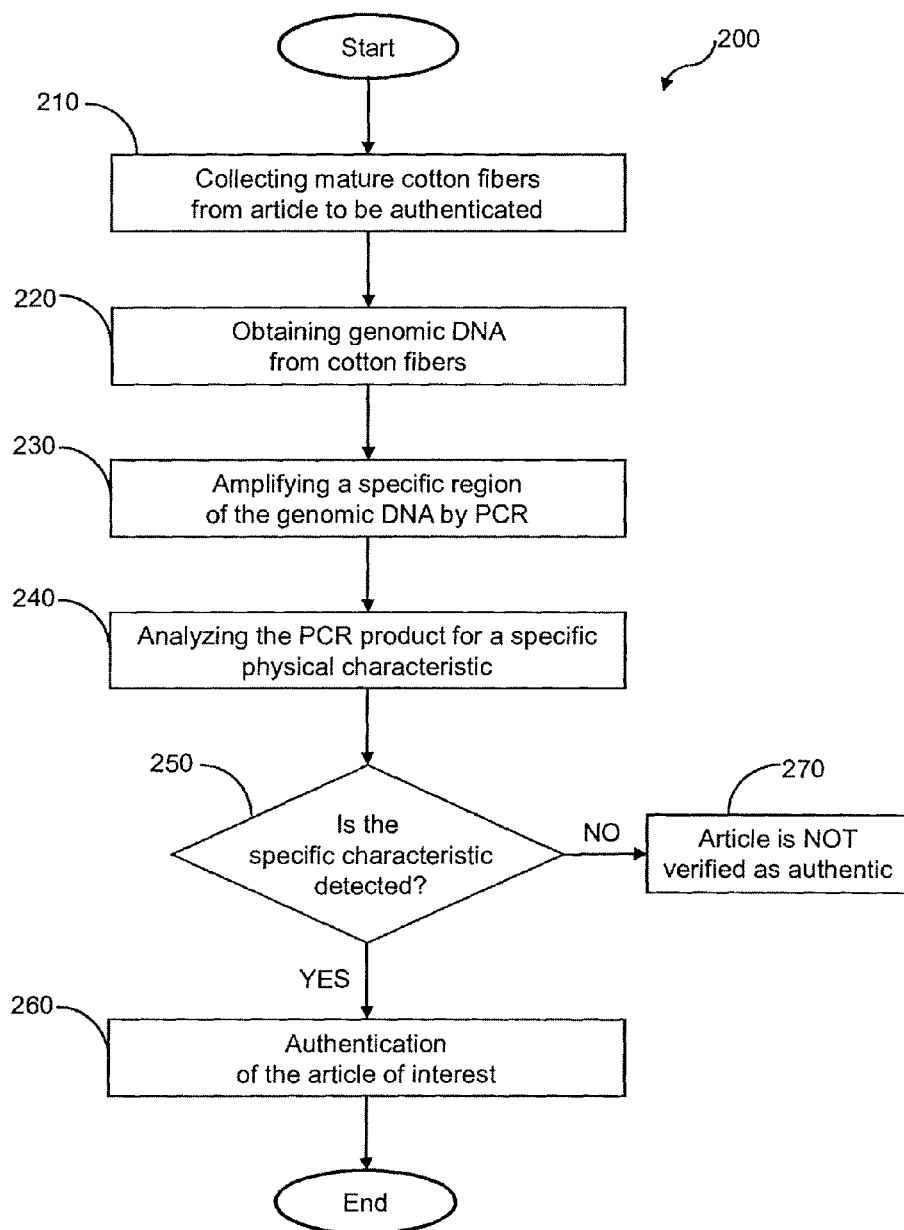 Start
200
210
Collecting mature cotton fibers
from article to be authenticated
220
Obtaining genomic DNA
from cotton fibers
230
Amplifying a specific region
of the genomic DNA by PCR
240
Analyzing the PCR product for a specific
physical characteristic
250
Is the
specific characteristic
detected?
NO
270
Article is NOT
verified as authentic
YES
260
Authentication
of the article of interest
End